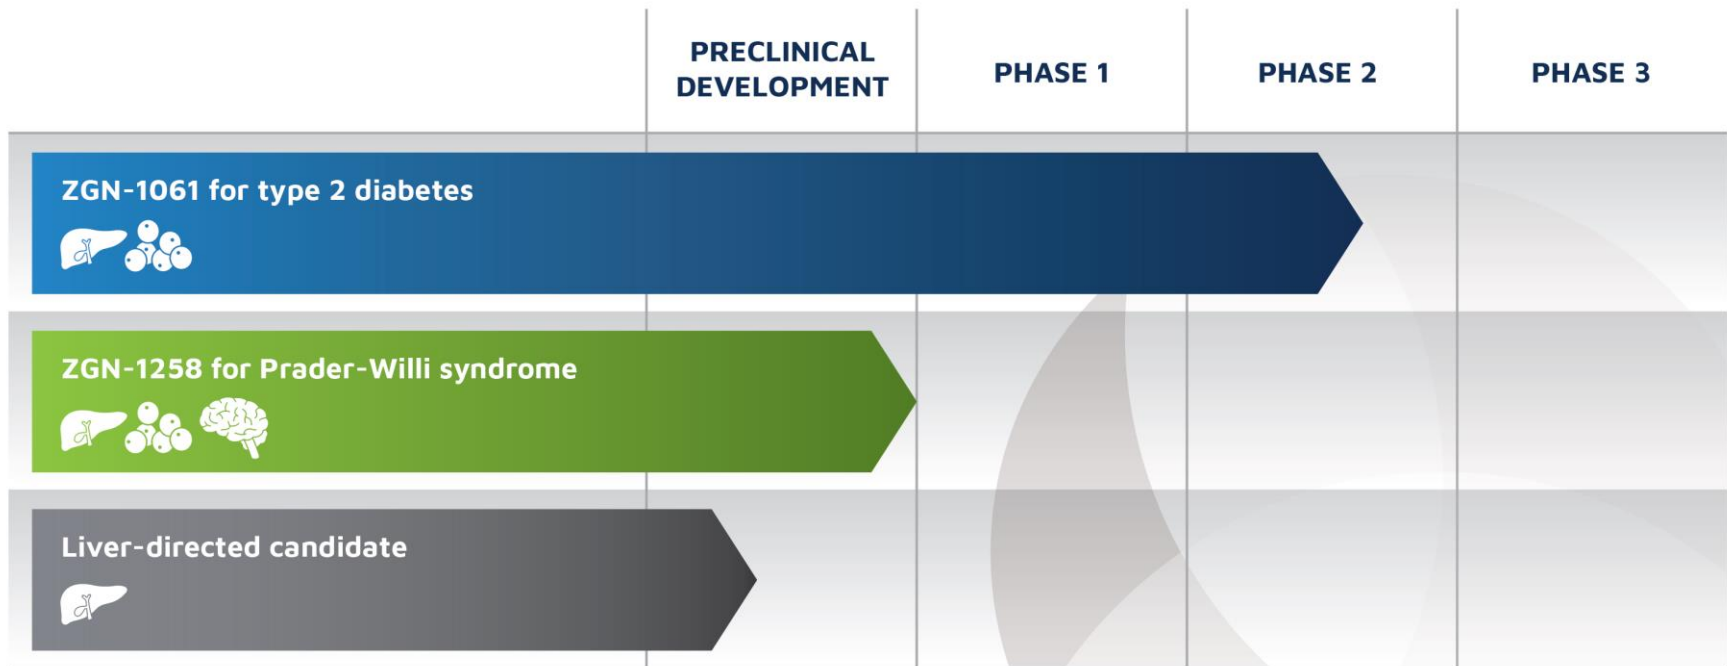 PRECLINICAL
DEVELOPMENT
PHASE 1
PHASE 2
PHASE 3
ZGN-1061 for type 2 diabetes
ZGN-1258 for Prader-Willi syndrome
Liver-directed candidate